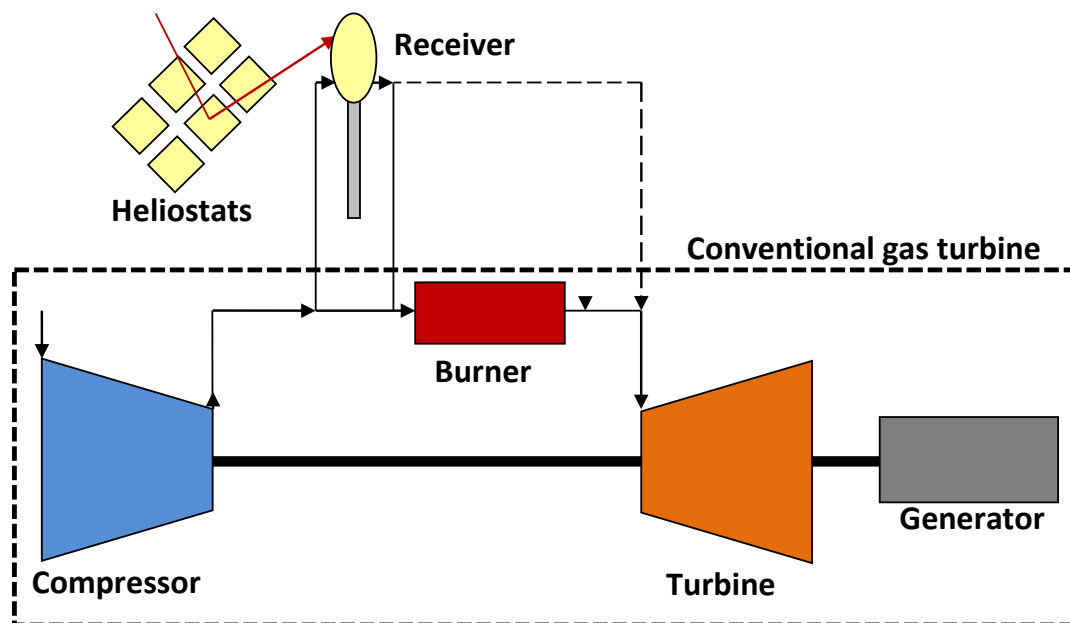 Receiver
Heliostats
Conventional gas turbine
Burner
Generator
Compressor
Turbine